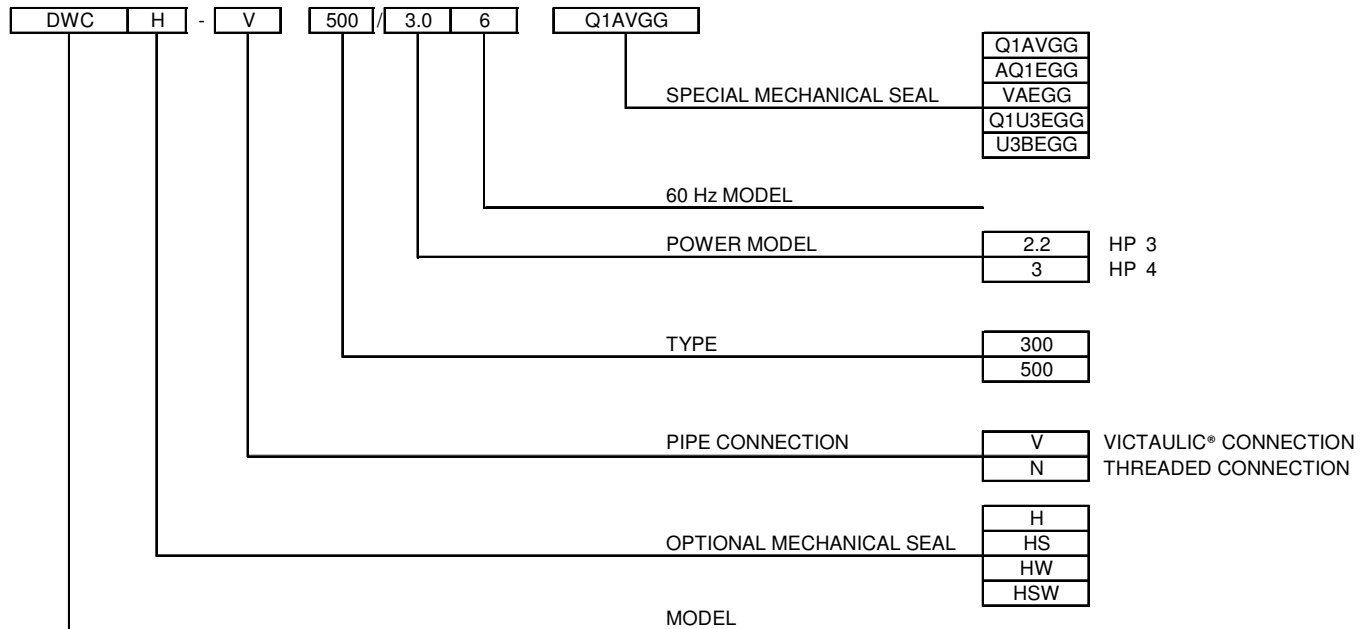 DWC H - V 500 / 3.0 6 Q1AVGG
Q1AVGG
AQ1EGG
SPECIAL MECHANICAL SEAL VAEGG
Q1U3EGG
U3BEGG
60 Hz MODEL
POWER MODEL 2.2 HP 3
3 HP 4
TYPE 300
500
PIPE CONNECTION V VICTAULIC® CONNECTION
N THREADED CONNECTION
H
OPTIONAL MECHANICAL SEAL HS
HW
HSW
MODEL